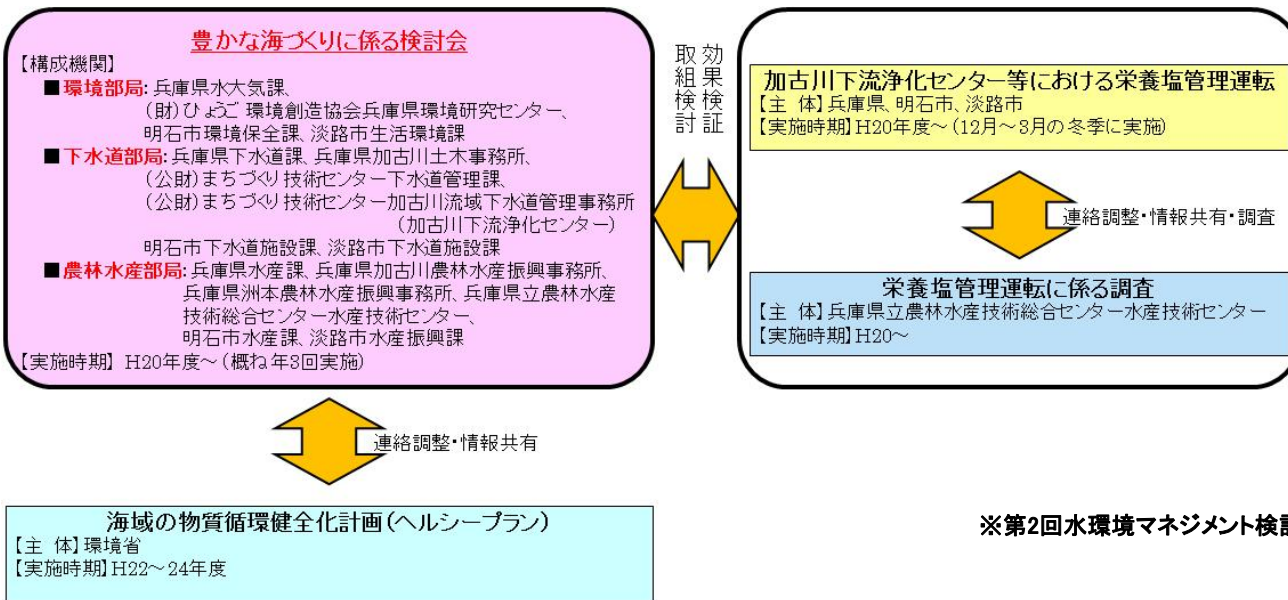 豊かな海づくりに係る検討会
【構成機関】
■環境部局:兵庫県水大気課、
(財)ひょうご環境創造協会兵庫県環境研究センター、
明石市環境保全課、淡路市生活環境課
■下水道部局:兵庫県下水道課、兵庫県加古川土木事務所、
(公財)まちづくり技術センター下水道管理課、
(公財)まちづくり技術センター加古川流域下水道管理事務所
(加古川下流浄化センター)
明石市下水道施設課、淡路市下水道施設課
■農林水産部局:兵庫県水産課、兵庫県加古川農林水産振興事務所、
兵庫県洲本農林水産振興事務所、兵庫県立農林水産
技術総合センター水産技術センター、
明石市水産課、淡路市水産振興課
【実施時期】H20年度～(概ね年3回実施)
効果検証
取組検討
加古川下流浄化センター等における栄養塩管理運転
【主 体】兵庫県、明石市、淡路市
【実施時期】H20年度～(12月～3月の冬季に実施)
連絡調整・情報共有・調査
栄養塩管理運転に係る調査
【主 体】兵庫県立農林水産技術総合センター水産技術センター
【実施時期】H20～
連絡調整・情報共有
海域の物質循環健全化計画(ヘルシープラン)
【主 体】環境省
【実施時期】H22～24年度
※第2回水環境マネジメント検